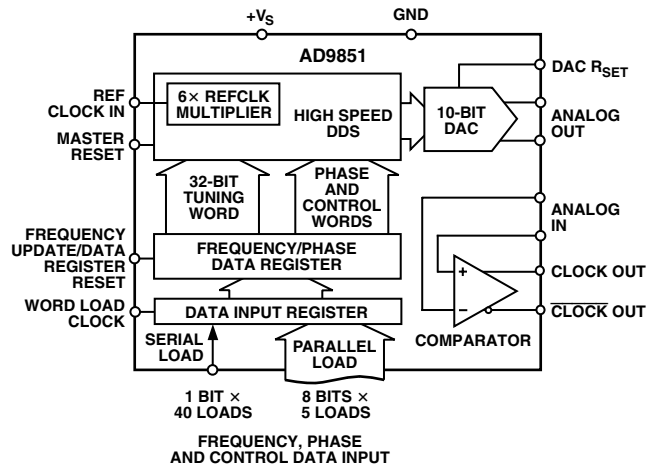 +VS
GND
AD9851
REF
CLOCK IN
6× REFCLK
MULTIPLIER
HIGH SPEED
DDS
10-BIT
DAC
DAC RSET
ANALOG
OUT
MASTER
RESET
32-BIT
TUNING
WORD
PHASE
AND
CONTROL
WORDS
ANALOG
IN
FREQUENCY
UPDATE/DATA
REGISTER
RESET
FREQUENCY/PHASE
DATA REGISTER
+
–
CLOCK OUT
CLOCK OUT
COMPARATOR
WORD LOAD
CLOCK
DATA INPUT REGISTER
SERIAL
LOAD
PARALLEL
LOAD
1 BIT ×
40 LOADS
8 BITS ×
5 LOADS
FREQUENCY, PHASE
AND CONTROL DATA INPUT